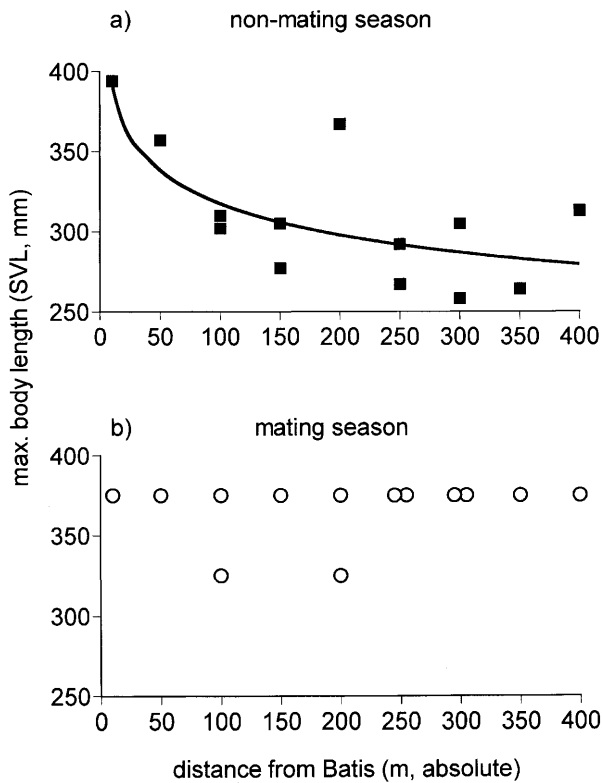 a) non-mating season
400
350
300
250
0 50 100 150 200 250 300 350 400
max. body length (SVL, mm)
b) mating season
400
350
300
250
0 50 100 150 200 250 300 350 400
distance from Batis (m, absolute)